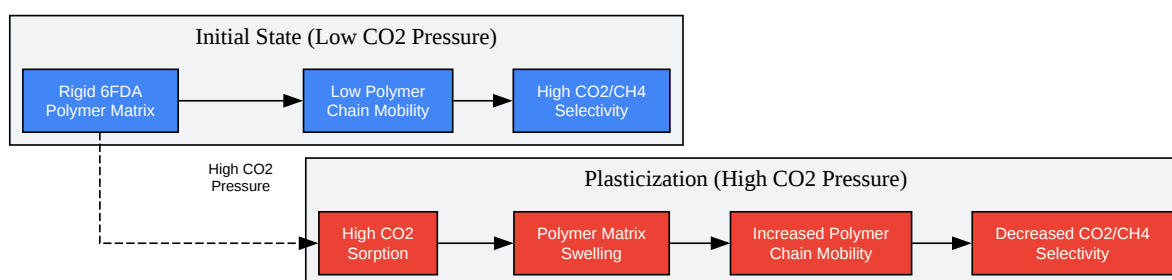 Initial State (Low CO2 Pressure)
Rigid 6FDA
Polymer Matrix
Low Polymer
Chain Mobility
High CO2/CH4
Selectivity
High CO2
Pressure
Plasticization (High CO2 Pressure)
High CO2
Sorption
Polymer Matrix
Swelling
Increased Polymer
Chain Mobility
Decreased CO2/CH4
Selectivity